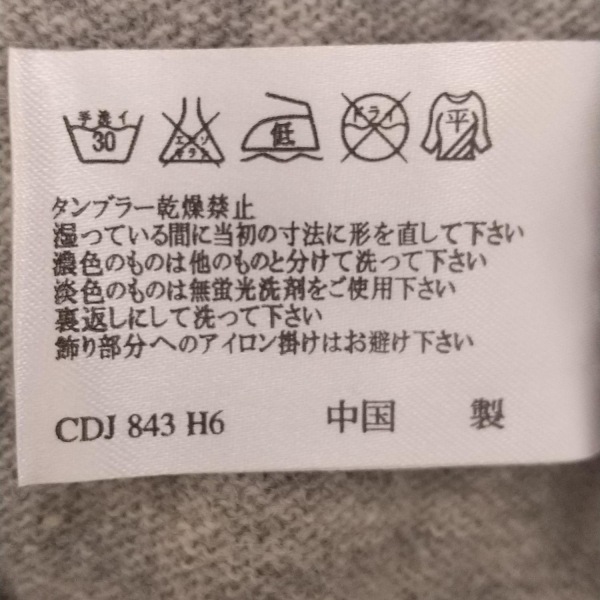 手洗イ 30 エンソ サラシ 低 ドライ 平
タンブラー乾燥禁止
湿っている間に当初の寸法に形を直して下さい
濃色のものは他のものと分けて洗って下さい
淡色のものは無蛍光洗剤をご使用下さい
裏返しにして洗って下さい
飾り部分へのアイロン掛けはお避け下さい
CDJ 843 H6 中国 製